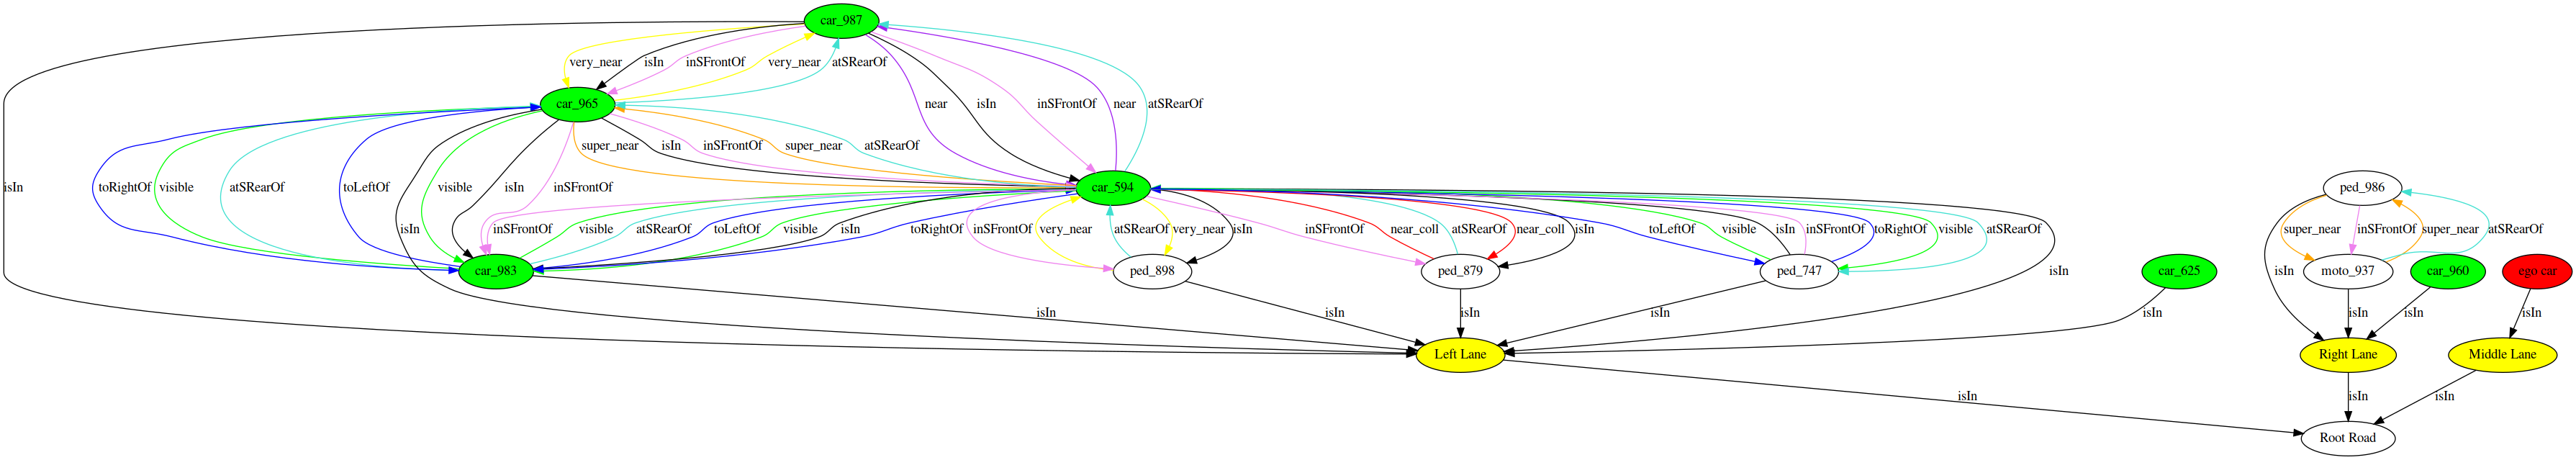 car_987
very_near isIn inSFrontOf very_near atSRearOf
car_965 near isIn inSFrontOf near atSRearOf
super_near isIn inSFrontOf super_near atSRearOf
isIn toRightOf visible atSRearOf toLeftOf visible isIn inSFrontOf car_594 ped_986
isIn inSFrontOf visible atSRearOf toLeftOf visible isIn toRightOf inSFrontOf very_near atSRearOf very_near isIn inSFrontOf near_coll atSRearOf near_coll isIn toLeftOf visible isIn inSFrontOf toRightOf visible atSRearOf super_near inSFrontOf super_near atSRearOf
car_983 ped_898 ped_879 ped_747 isIn car_625 isIn moto_937 car_960 ego car
isIn isIn isIn isIn isIn isIn isIn isIn
Left Lane Right Lane Middle Lane
isIn isIn isIn
Root Road